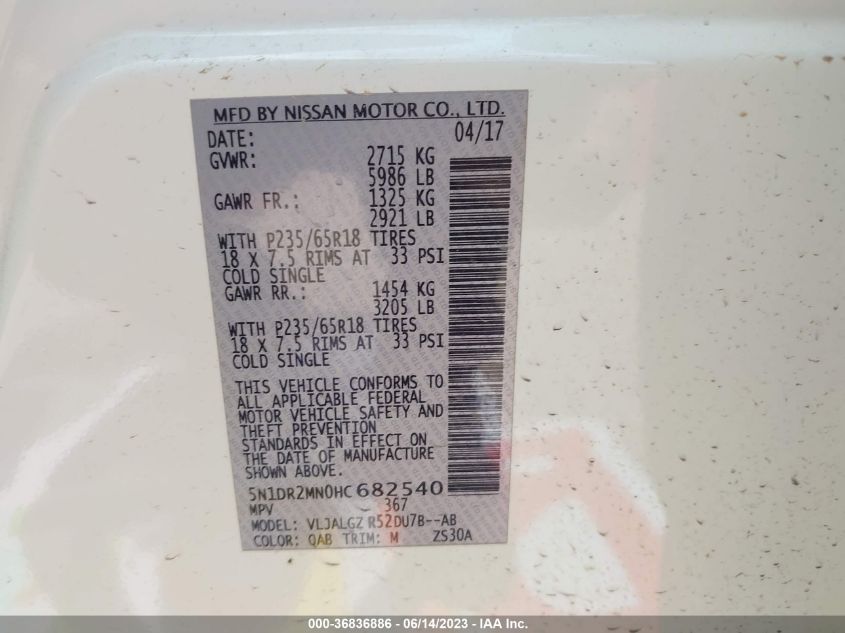 MFD BY NISSAN MOTOR CO., LTD.
DATE: 04/17
GVWR: 2715 KG
5986 LB
GAWR FR.: 1325 KG
2921 LB
WITH P235/65R18 TIRES
18 X 7.5 RIMS AT 33 PSI
COLD SINGLE
GAWR RR.: 1454 KG
3205 LB
WITH P235/65R18 TIRES
18 X 7.5 RIMS AT 33 PSI
COLD SINGLE
THIS VEHICLE CONFORMS TO
ALL APPLICABLE FEDERAL
MOTOR VEHICLE SAFETY AND
THEFT PREVENTION
STANDARDS IN EFFECT ON
THE DATE OF MANUFACTURE
SHOWN ABOVE.
5N1DR2MN0HC682540
MPV 367
MODEL: VLJALGZ R52DU7B--AB
COLOR: QAB TRIM: M ZS30A
000-36836886 - 06/14/2023 - IAA Inc.